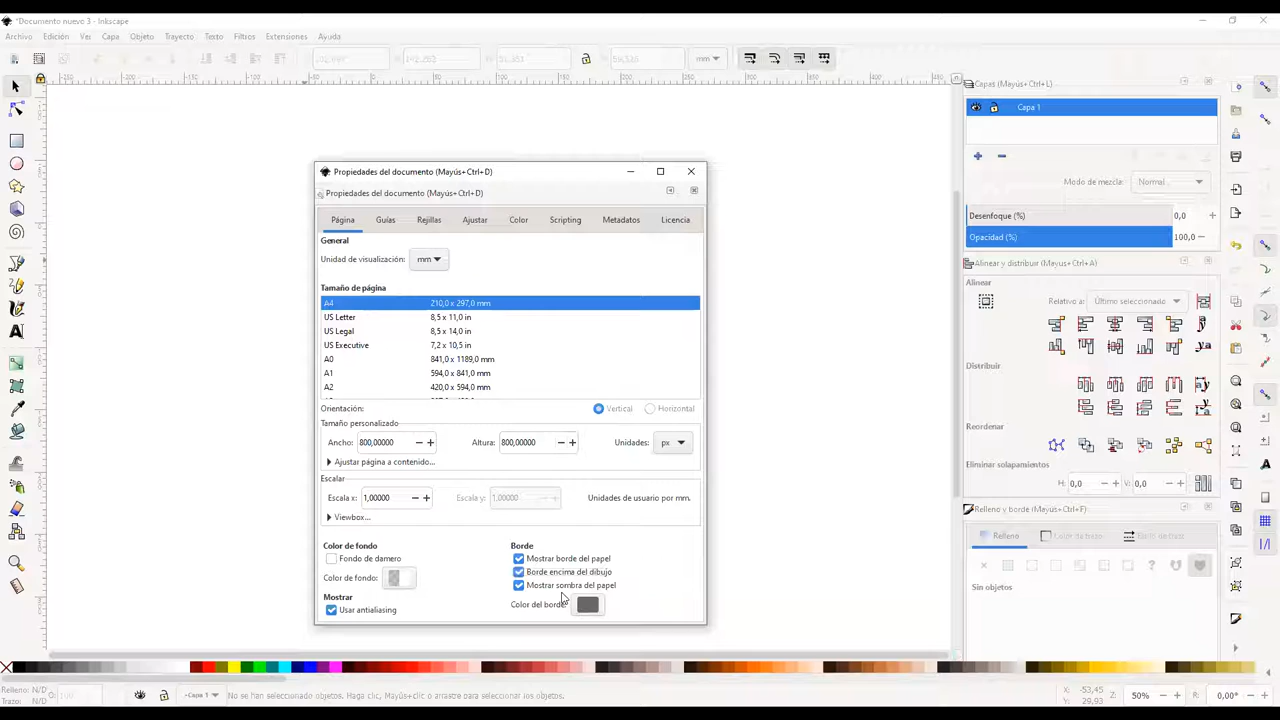 *Documento nuevo 3 - Inkscape
Archivo Edición Ver Capa Objeto Trayecto Texto Filtros Extensiones Ayuda
mm
Capas (Mayús+Ctrl+L)
Capa 1
Modo de mezcla: Normal
Desenfoque (%) 0,0
Opacidad (%) 100,0
Alinear y distribuir (Mayús+Ctrl+A)
Alinear
Relativo a: Último seleccionado
Distribuir
Reordenar
Eliminar solapamientos
H: 0,0 V: 0,0
Relleno y borde (Mayús+Ctrl+F)
Relleno Color de trazo
Sin objetos
Propiedades del documento (Mayús+Ctrl+D)
Propiedades del documento (Mayús+Ctrl+D)
Página Guías Rejillas Ajustar Color Scripting Metadatos Licencia
General
Unidad de visualización: mm
Tamaño de página
A4 210,0 x 297,0 mm
US Letter 8,5 x 11,0 in
US Legal 8,5 x 14,0 in
US Executive 7,2 x 10,5 in
A0 841,0 x 1189,0 mm
A1 594,0 x 841,0 mm
A2 420,0 x 594,0 mm
Orientación: Vertical Horizontal
Tamaño personalizado
Ancho: 800,00000 Altura: 800,00000 Unidades: px
Ajustar página a contenido...
Escalar
Escala x: 1,00000 Escala y: 1,00000 Unidades de usuario por mm.
Viewbox...
Color de fondo
Fondo de damero
Color de fondo:
Mostrar
Usar antialiasing
Borde
Mostrar borde del papel
Borde encima del dibujo
Mostrar sombra del papel
Color del borde
Relleno: N/D
Trazo: N/D
O: 100
Capa 1
No se han seleccionado objetos. Haga clic, Mayús+clic o arrastre para seleccionar los objetos.
X: -53,45
Y: 29,93
50%
R: 0,00°